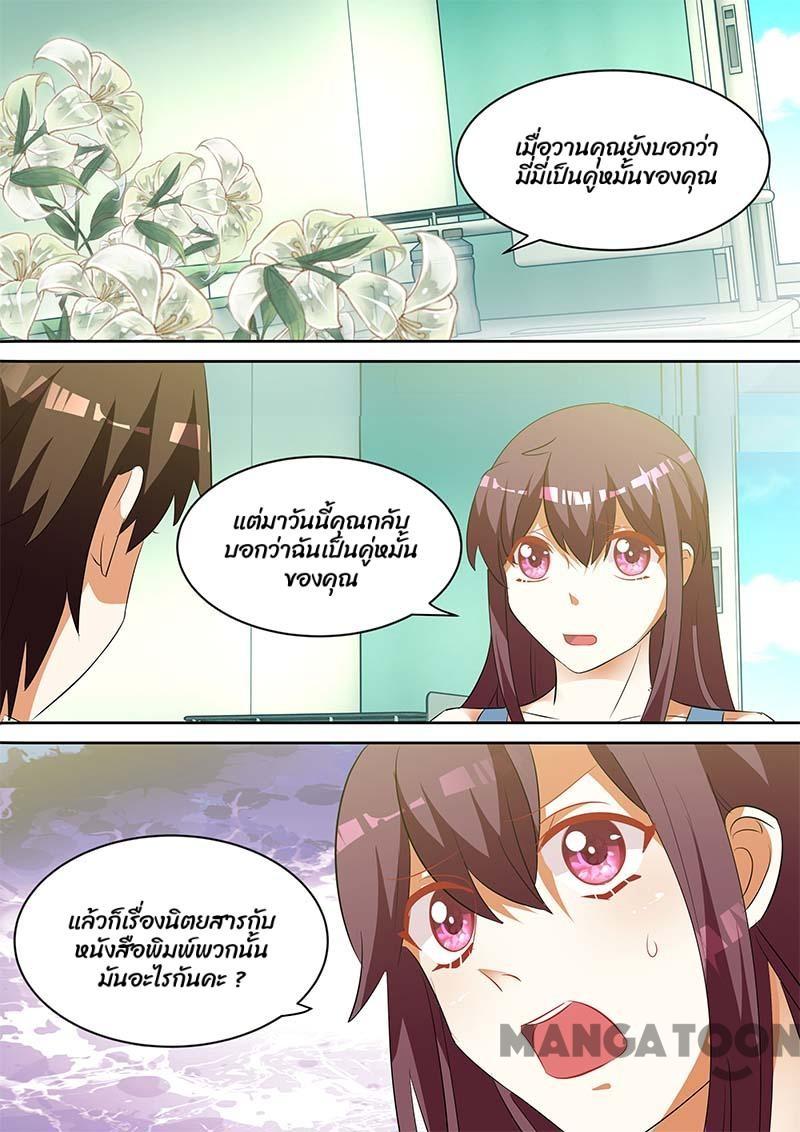 เมื่อวานคุณยังบอกว่า
มีมี่เป็นคู่หมั้นของคุณ
แต่มาวันนี้คุณกลับ
บอกว่าฉันเป็นคู่หมั้น
ของคุณ
แล้วก็เรื่องนิตยสารกับ
หนังสือพิมพ์พวกนั้น
มันอะไรกันคะ ?
MANGATOON